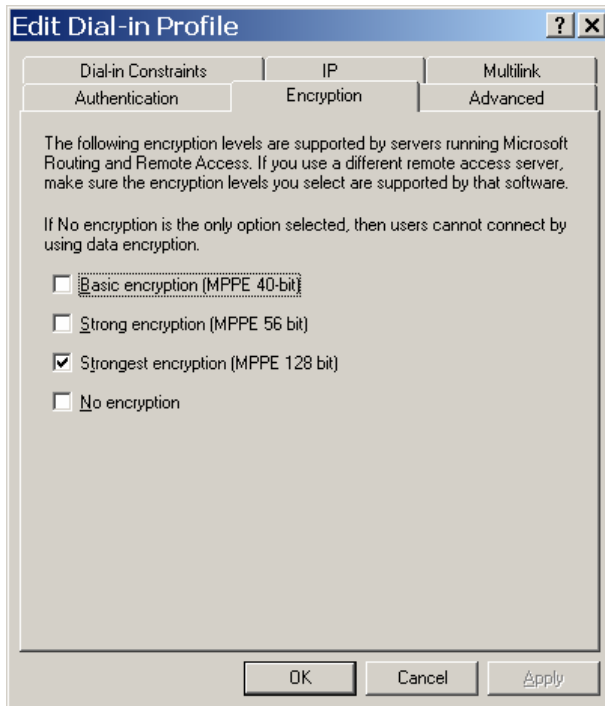 Edit Dial-in Profile
Dial-in Constraints IP Multilink
Authentication Encryption Advanced
The following encryption levels are supported by servers running Microsoft
Routing and Remote Access. If you use a different remote access server,
make sure the encryption levels you select are supported by that software.
If No encryption is the only option selected, then users cannot connect by
using data encryption.
Basic encryption (MPPE 40-bit)
Strong encryption (MPPE 56 bit)
Strongest encryption (MPPE 128 bit)
No encryption
OK Cancel Apply